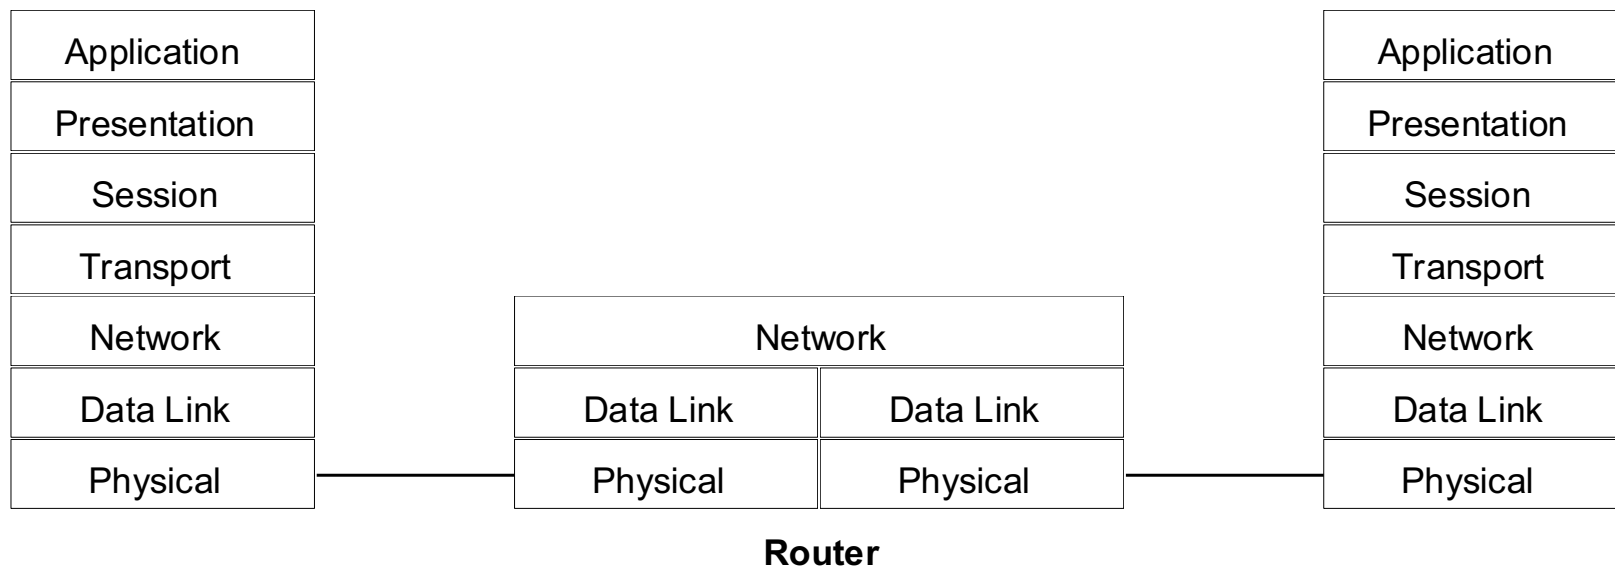 Application
Application
Presentation
Presentation
Session
Session
Transport
Transport
Network
Network
Network
Data Link
Data Link
Data Link
Data Link
Physical
Physical
Physical
Physical
Router